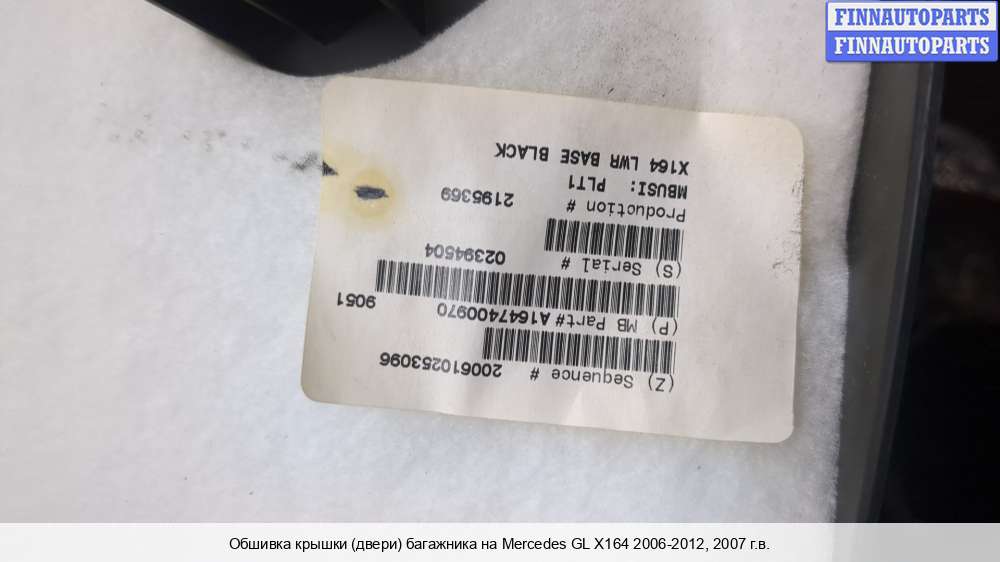 FINNAUTOPARTS
FINNAUTOPARTS
(Z) Sequence # 200610253096
(P) MB Part# A1647400970 9051
(S) Serial # 02394504
Production # 2195369
MBUSI: PLT1
X164 LWR BASE BLACK
Обшивка крышки (двери) багажника на Mercedes GL X164 2006-2012, 2007 г.в.